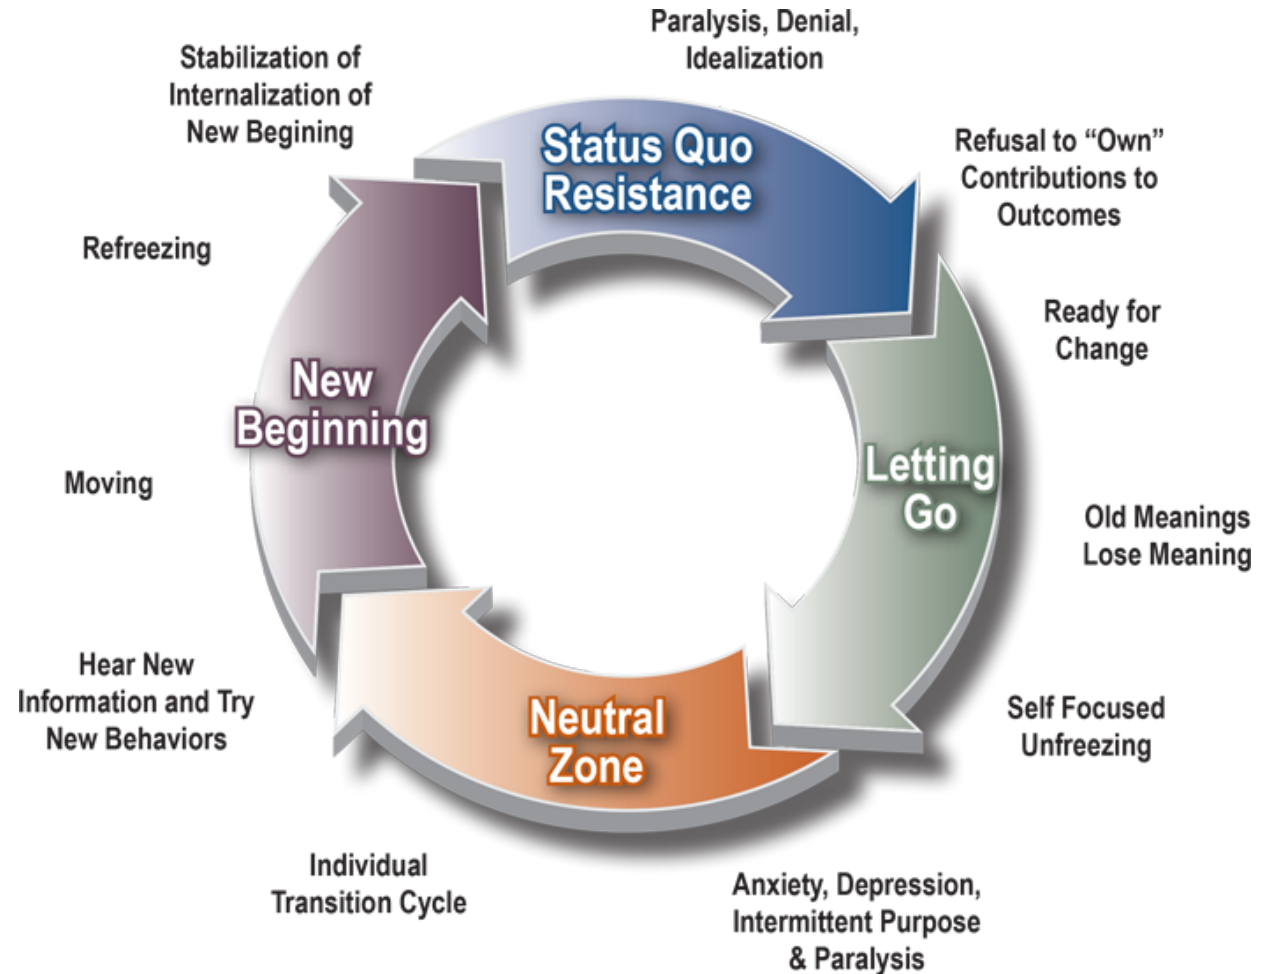 Paralysis, Denial,
Idealization
Stabilization of
Internalization of
New Begining
Status Quo
Resistance
Refusal to “Own”
Contributions to
Outcomes
Refreezing
Ready for
Change
New
Beginning
Letting
Go
Moving
Old Meanings
Lose Meaning
Hear New
Information and Try
New Behaviors
Neutral
Zone
Self Focused
Unfreezing
Individual
Transition Cycle
Anxiety, Depression,
Intermittent Purpose
& Paralysis